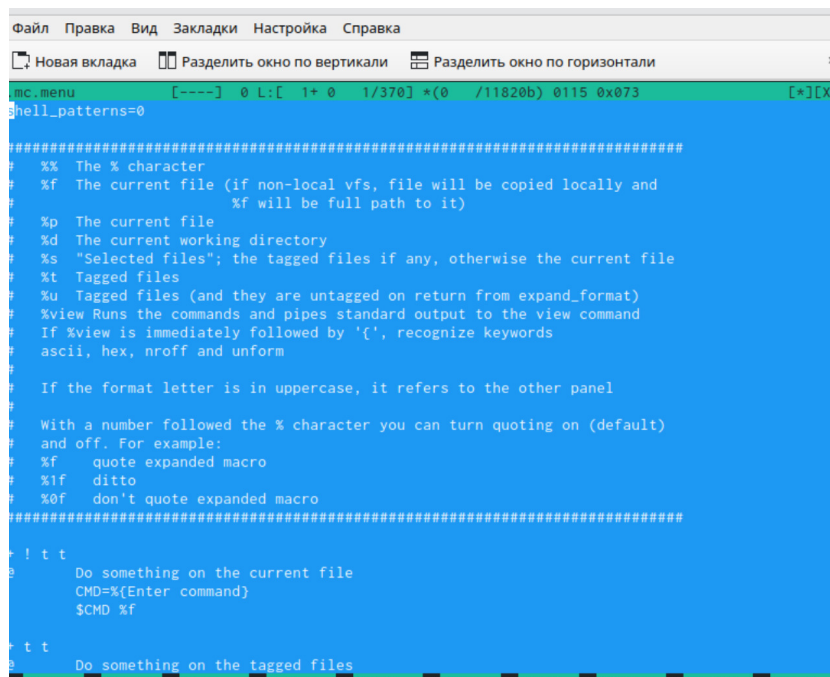 Файл Правка Вид Закладки Настройка Справка
Новая вкладка Разделить окно по вертикали Разделить окно по горизонтали
.mc.menu [----] 0 L:[ 1+ 0 1/370] *(0 /11820b) 0115 0x073 [*][X
shell_patterns=0
################################################################################
# %% The % character
# %f The current file (if non-local vfs, file will be copied locally and
# %f will be full path to it)
# %p The current file
# %d The current working directory
# %s "Selected files"; the tagged files if any, otherwise the current file
# %t Tagged files
# %u Tagged files (and they are untagged on return from expand_format)
# %view Runs the commands and pipes standard output to the view command
# If %view is immediately followed by '{', recognize keywords
# ascii, hex, nroff and unform
#
# If the format letter is in uppercase, it refers to the other panel
#
# With a number followed the % character you can turn quoting on (default)
# and off. For example:
# %f quote expanded macro
# %1f ditto
# %0f don't quote expanded macro
################################################################################
+ ! t t
@ Do something on the current file
CMD=%{Enter command}
$CMD %f
+ t t
@ Do something on the tagged files